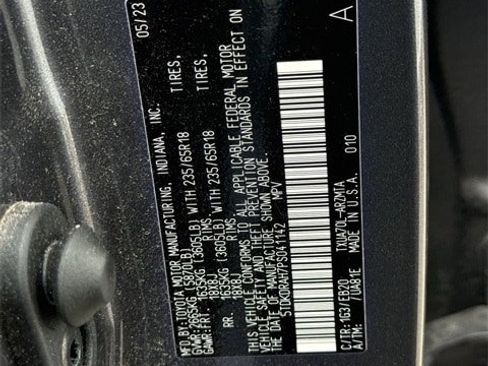 MFD. BY: TOYOTA MOTOR MANUFACTURING, INDIANA, INC. 05/23
GVWR: 2665KG (5870LB)
GAWR: FRT. 1635KG (3605LB) WITH 235/65R18 TIRES,
18X8J RIMS
RR. 1635KG (3605LB) WITH 235/65R18 TIRES,
18X8J RIMS
THIS VEHICLE CONFORMS TO ALL APPLICABLE FEDERAL MOTOR
VEHICLE SAFETY AND THEFT PREVENTION STANDARDS IN EFFECT ON
THE DATE OF MANUFACTURE SHOWN ABOVE.
5TDKDRAH7PS041142 MPV
A
C/TR: 1G3/EB20 TXUA70L-ARZMTA 010
A/TM: /UA81E MADE IN U.S.A.